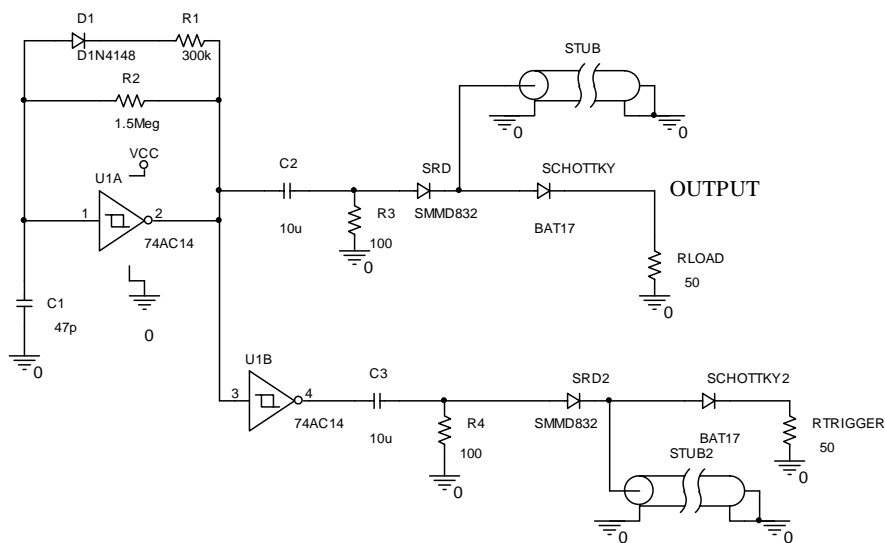 D1
R1
D1N4148
300k
STUB
R2
1.5Meg
0
0
VCC
U1A
C2
SRD
SCHOTTKY
OUTPUT
1
2
R3
SMMD832
74AC14
10u
100
BAT17
0
RLOAD
50
C1
47p
0
0
0
U1B
C3
SRD2
SCHOTTKY2
3
4
R4
RTRIGGER
74AC14
SMMD832
10u
100
BAT17
50
STUB2
0
0
0
0